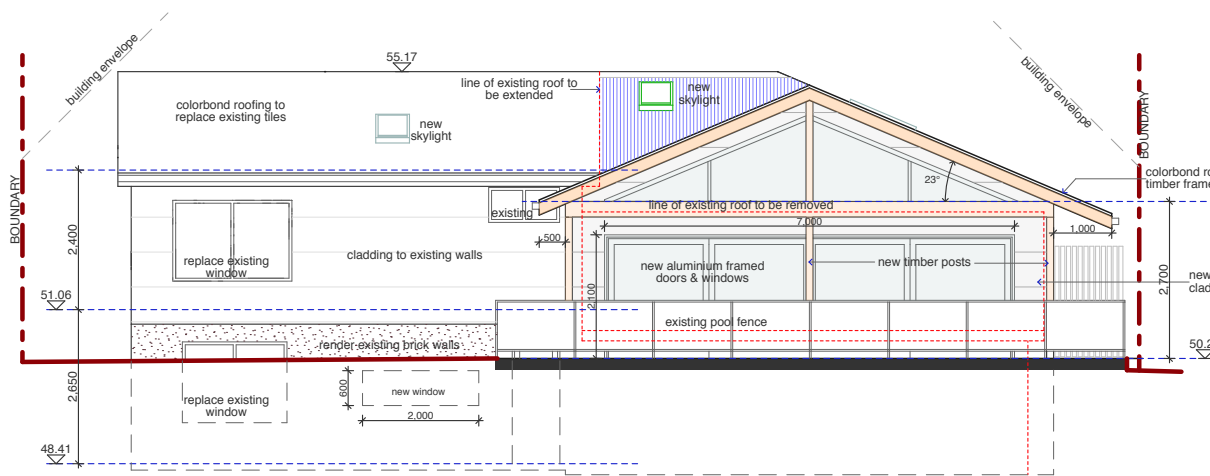 building envelope
55.17
line of existing roof to
be extended
new
skylight
building envelope
colorbond roofing to
replace existing tiles
new
skylight
BOUNDARY
BOUNDARY
23°
colorbond ro
timber frame
existing
line of existing roof to be removed
7,000
1,000
500
2,400
replace existing
window
cladding to existing walls
new aluminium framed
doors & windows
new timber posts
new
clad
2,700
2,100
51.06
existing pool fence
render existing brick walls
50.2
2,650
600
new window
2,000
replace existing
window
48.41